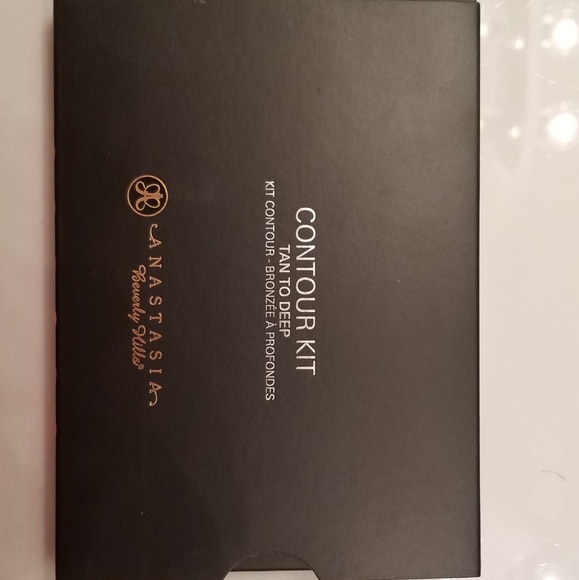 CONTOUR KIT
TAN TO DEEP
KIT CONTOUR - BRONZÉE À PROFONDES
ANASTASIA
Beverly Hills®